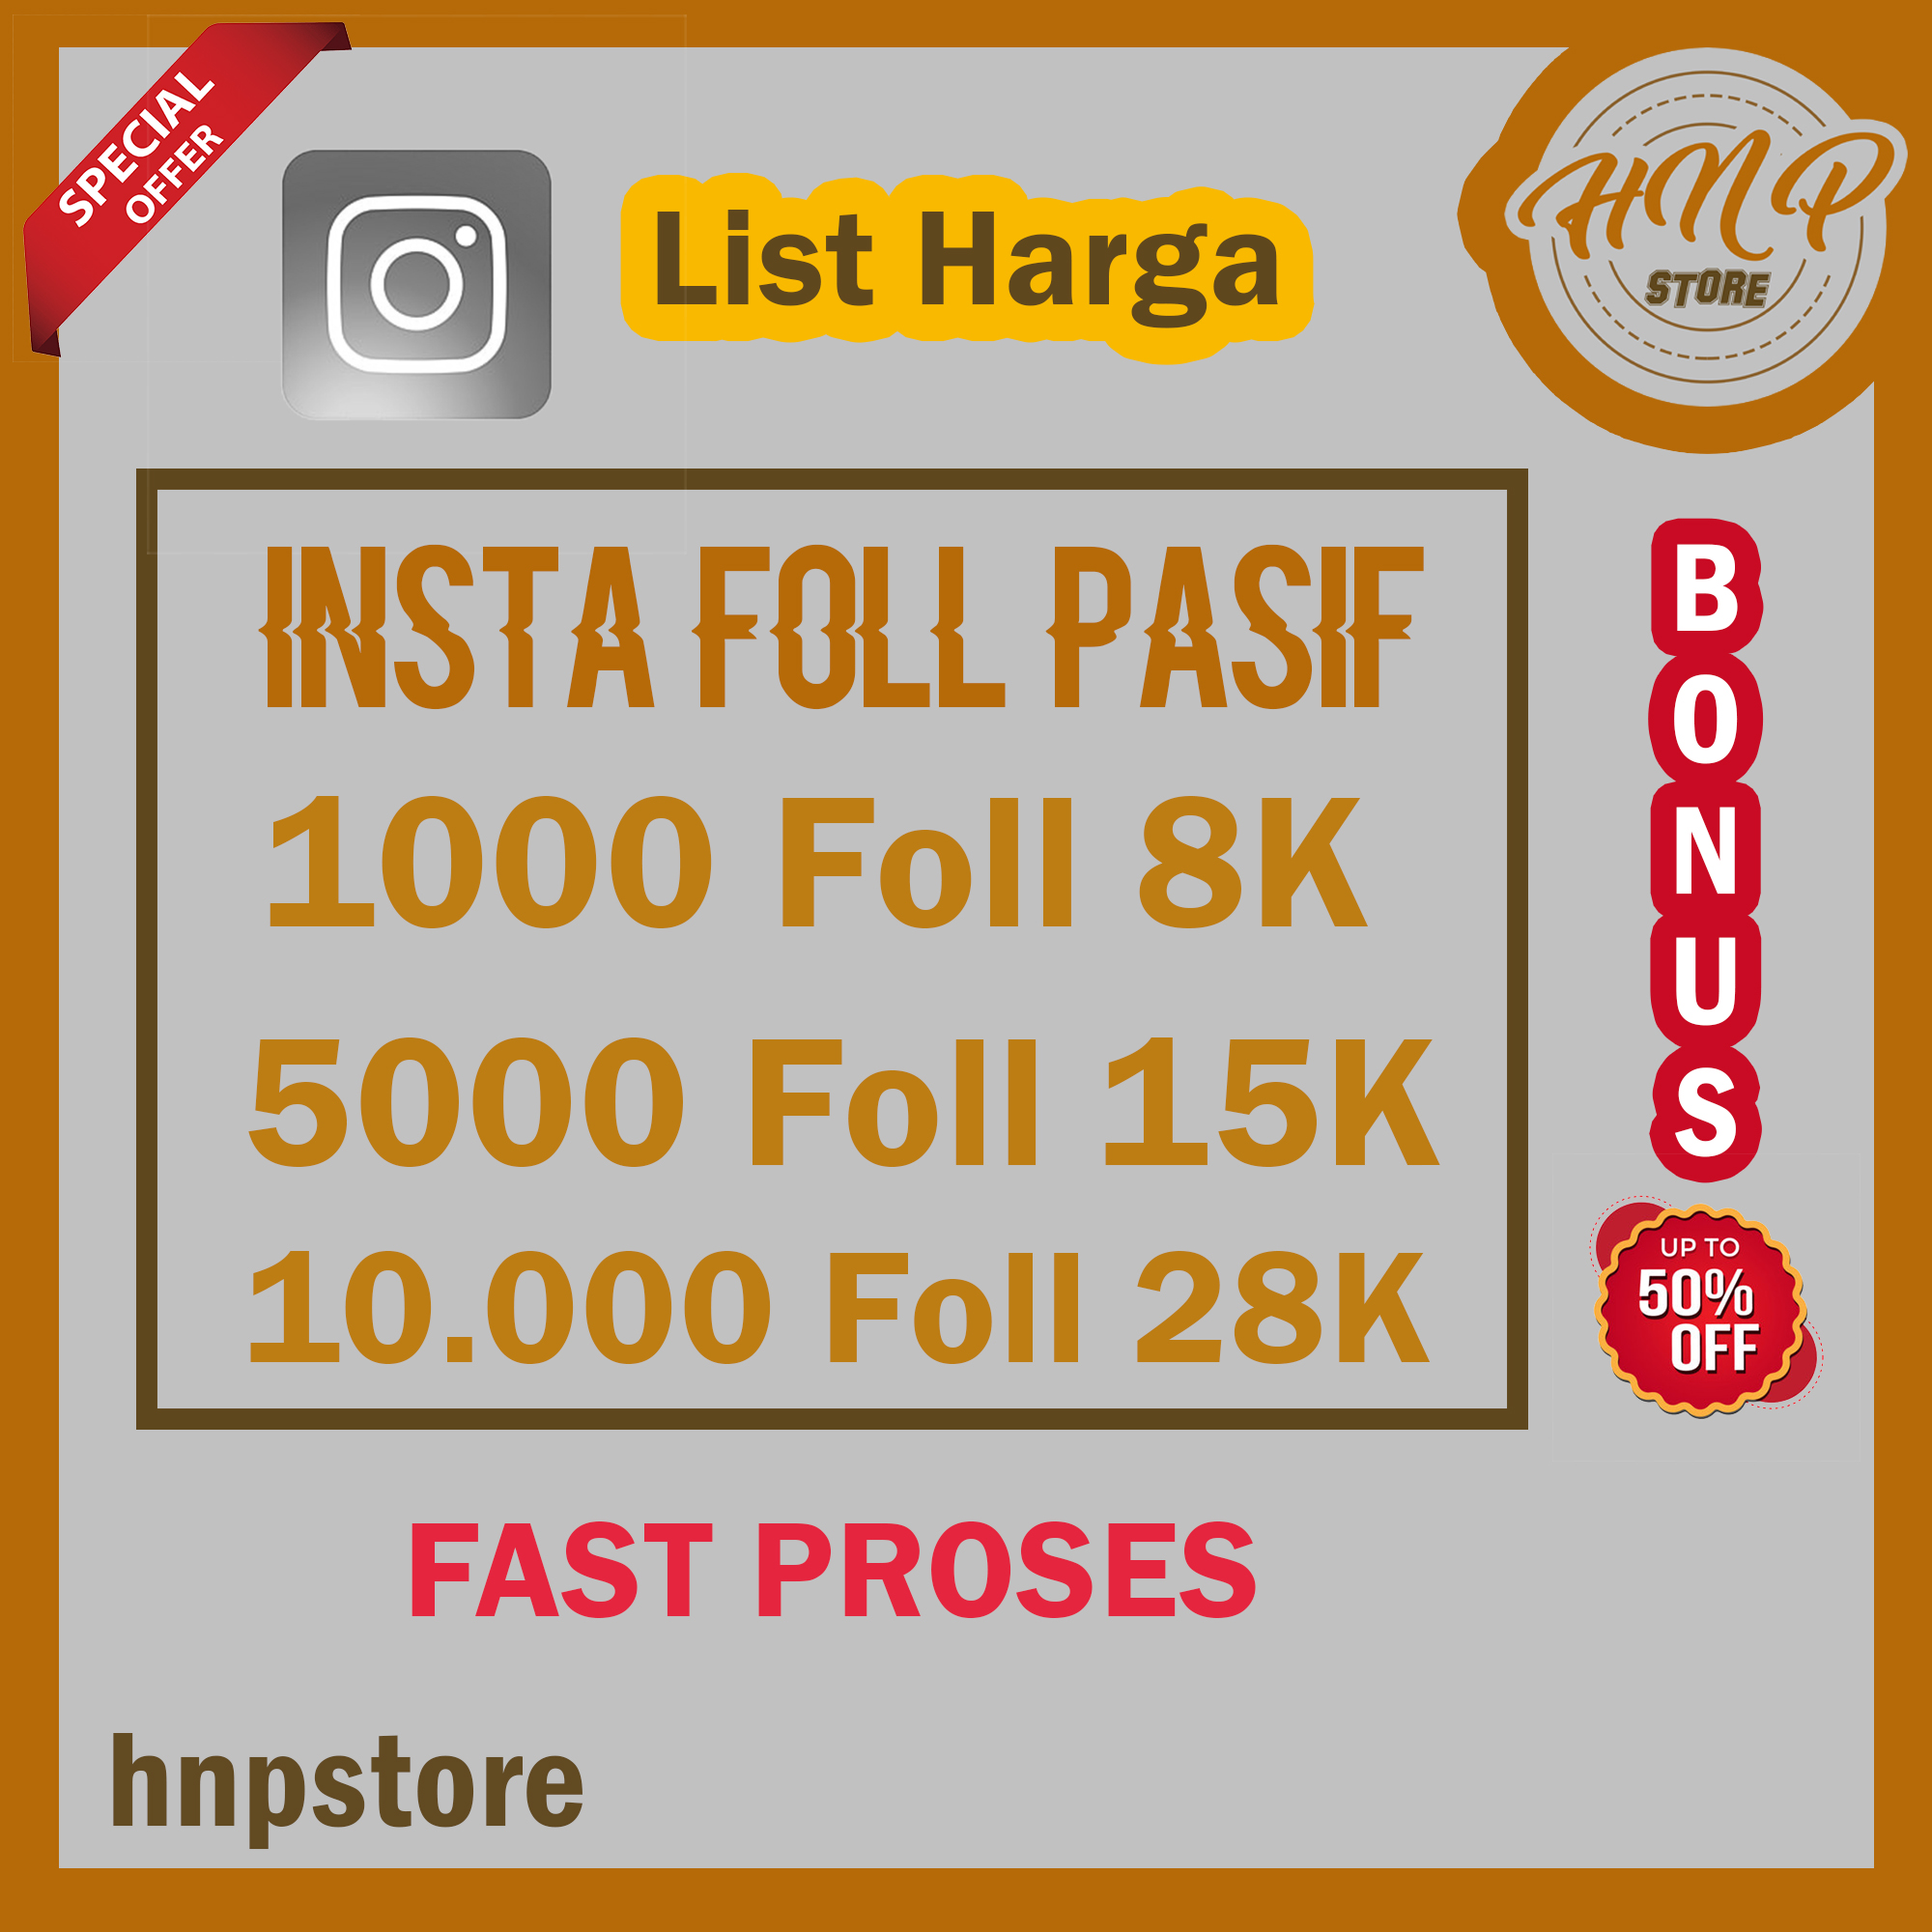 SPECIAL
OFFER
List Harga
HNP
STORE
INSTA FOLL PASIF
1000 Foll 8K
5000 Foll 15K
10.000 Foll 28K
BONUS
UP TO
50%
OFF
FAST PROSES
hnpstore